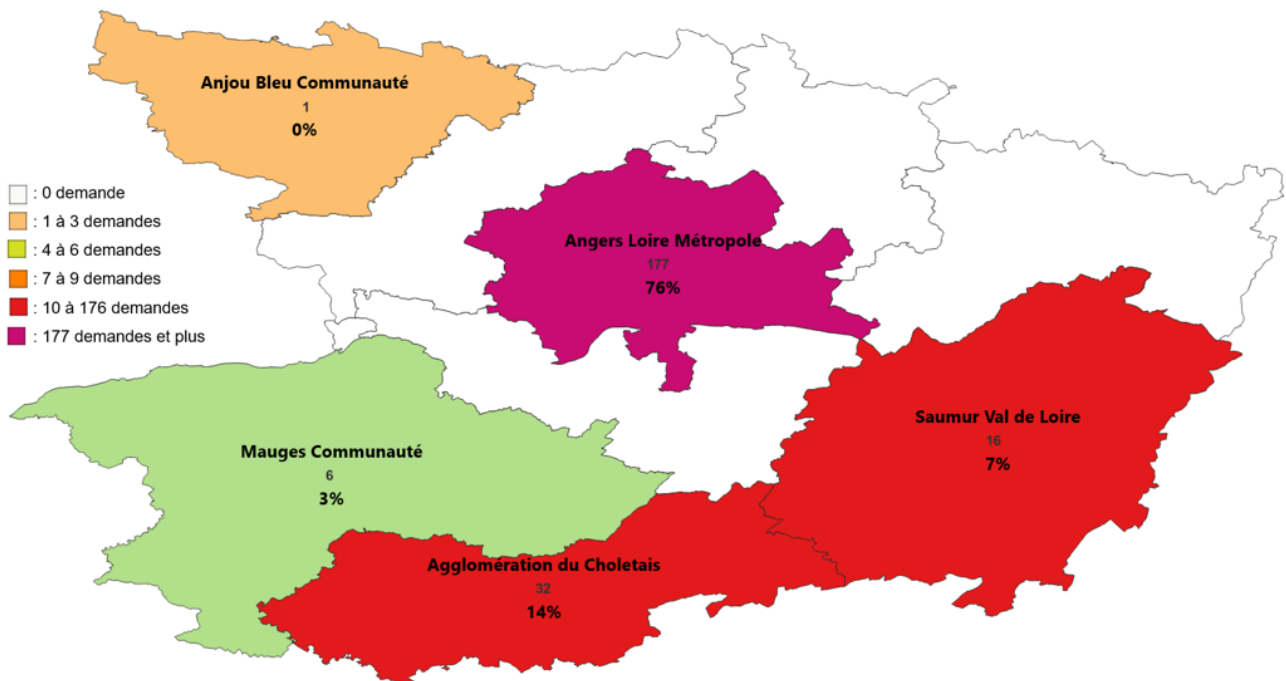 Anjou Bleu Communauté
1
0%
: 0 demande
: 1 à 3 demandes
: 4 à 6 demandes
: 7 à 9 demandes
: 10 à 176 demandes
: 177 demandes et plus
Angers Loire Métropole
177
76%
Saumur Val de Loire
16
7%
Mauges Communauté
6
3%
Agglomération du Choletais
32
14%